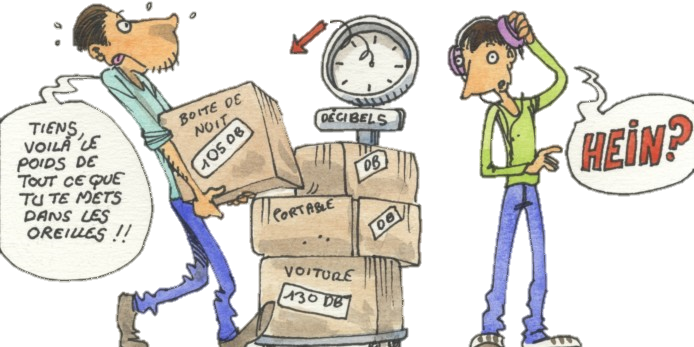 TIENS,
VOILÀ LE
POIDS DE
TOUT CE QUE
TU TE METS
DANS LES
OREILLES !!
BOITE DE
NUIT
105 DB
DÉCIBELS
DB
PORTABLE
DB
VOITURE
130 DB
HEIN?